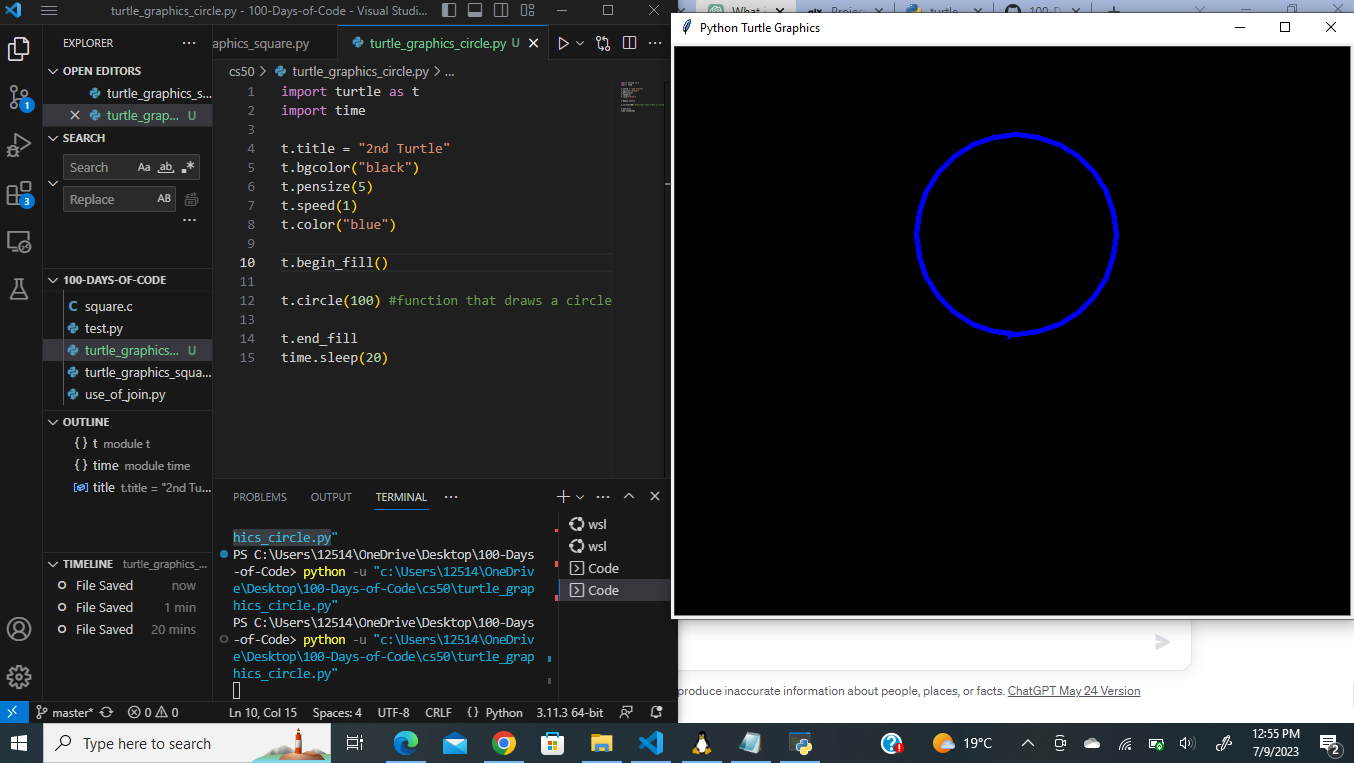 turtle_graphics_circle.py - 100-Days-of-Code - Visual Studi...
EXPLORER
OPEN EDITORS
turtle_graphics_s...
turtle_grap... U
SEARCH
Search
Aa
ab
Replace
AB
100-DAYS-OF-CODE
C square.c
test.py
turtle_graphics... U
turtle_graphics_squa...
use_of_join.py
OUTLINE
{} t module t
{} time module time
title t.title = "2nd Tu...
TIMELINE turtle_graphics_...
File Saved now
File Saved 1 min
File Saved 20 mins
1
3
aphics_square.py
turtle_graphics_circle.py U
cs50 > turtle_graphics_circle.py > ...
1 import turtle as t
2 import time
3
4 t.title = "2nd Turtle"
5 t.bgcolor("black")
6 t.pensize(5)
7 t.speed(1)
8 t.color("blue")
9
10 t.begin_fill()
11
12 t.circle(100) #function that draws a circle
13
14 t.end_fill
15 time.sleep(20)
PROBLEMS OUTPUT TERMINAL ...
hics_circle.py"
PS C:\Users\12514\OneDrive\Desktop\100-Days
-of-Code> python -u "c:\Users\12514\OneDriv
e\Desktop\100-Days-of-Code\cs50\turtle_grap
hics_circle.py"
PS C:\Users\12514\OneDrive\Desktop\100-Days
-of-Code> python -u "c:\Users\12514\OneDriv
e\Desktop\100-Days-of-Code\cs50\turtle_grap
hics_circle.py"
wsl
wsl
Code
Code
master* 0 0 Ln 10, Col 15 Spaces: 4 UTF-8 CRLF {} Python 3.11.3 64-bit
Python Turtle Graphics
produce inaccurate information about people, places, or facts. ChatGPT May 24 Version
Type here to search
19°C
12:55 PM
7/9/2023
2